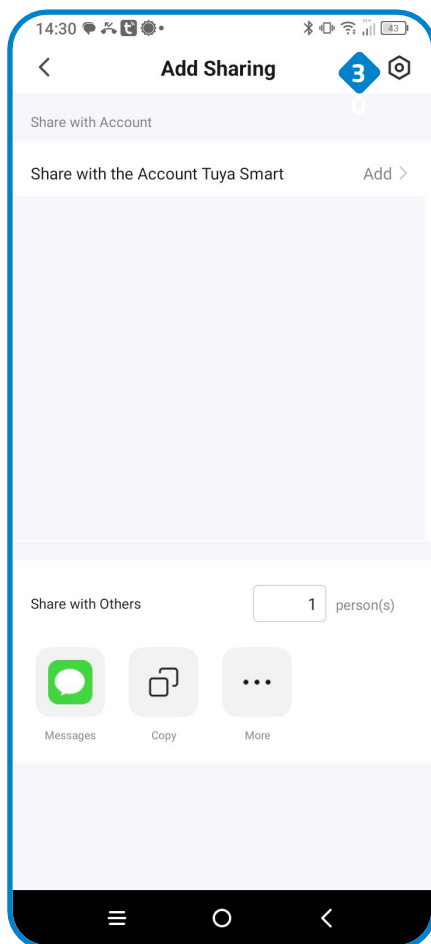 14:30
43
Add Sharing
3
0
Share with Account
Share with the Account Tuya Smart
Add
Share with Others
1
person(s)
Messages
Copy
More